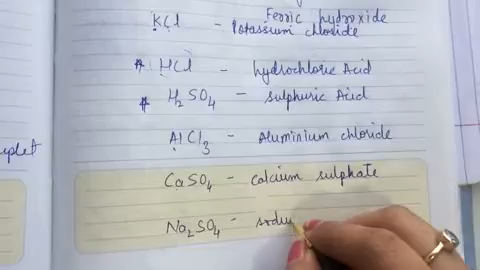 Ferric hydroxide
KCl - Potassium chloride
HCl - hydrochloric Acid
H2SO4 - sulphuric Acid
AlCl3 - Aluminium chloride
CaSO4 - Calcium sulphate
Na2SO4 - sodiu